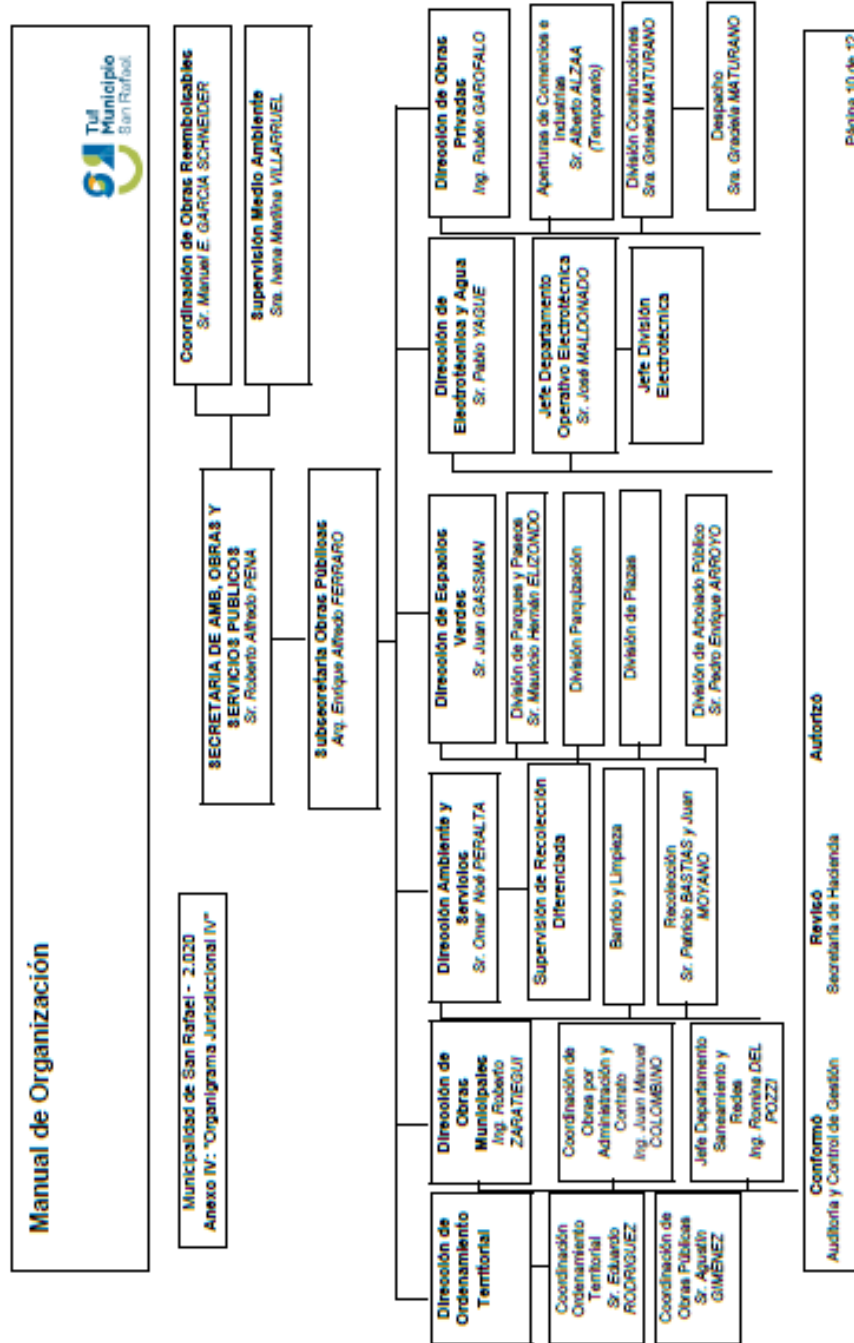 Manual de Organización
Tu!
Municipio
San Rafael
Municipalidad de San Rafael - 2.020
Anexo IV: "Organigrama Jurisdiccional IV"
SECRETARIA DE AMB, OBRAS Y
SERVICIOS PUBLICOS
Sr. Roberto Alfredo PENA
Coordinación de Obras Reembolsables
Sr. Manuel E. GARCIA SCHNEIDER
Supervisión Medio Ambiente
Sra. Ivana Marilina VILLARRUEL
Subsecretaria Obras Públicas
Arq. Enrique Alfredo FERRARO
Dirección de
Ordenamiento
Territorial
Coordinación
Ordenamiento
Territorial
Sr. Eduardo
RODRIGUEZ
Coordinación de
Obras Públicas
Sr. Agustín
GIMÉNEZ
Dirección de
Obras
Municipales
Ing. Roberto
ZARATIEGUI
Coordinación de
Obras por
Administración y
Contrato
Ing. Juan Manuel
COLOMBINO
Jefe Departamento
Saneamiento y
Redes
Ing. Romina DEL
POZZI
Dirección Ambiente y
Servicios
Sr. Omar Noé PERALTA
Supervisión de Recolección
Diferenciada
Barrido y Limpieza
Recolección
Sr. Patricio BASTIAS y Juan
MOYANO
Dirección de Espacios
Verdes
Sr. Juan GASSMAN
División de Parques y Paseos
Sr. Mauricio Hernán ELIZONDO
División Parquización
División de Plazas
División de Arbolado Público
Sr. Pedro Enrique ARROYO
Dirección de
Electrotécnica y Agua
Sr. Pablo YAGUE
Jefe Departamento
Operativo Electrotécnica
Sr. José MALDONADO
Jefe División
Electrotécnica
Dirección de Obras
Privadas
Ing. Rubén GAROFALO
Aperturas de Comercios e
Industrias
Sr. Alberto ALZAA
(Temporario)
División Construcciones
Sra. Griselda MATURANO
Despacho
Sra. Graciela MATURANO
Conformó
Auditoría y Control de Gestión
Revisó
Secretaría de Hacienda
Autorizó
Página 10 de 12